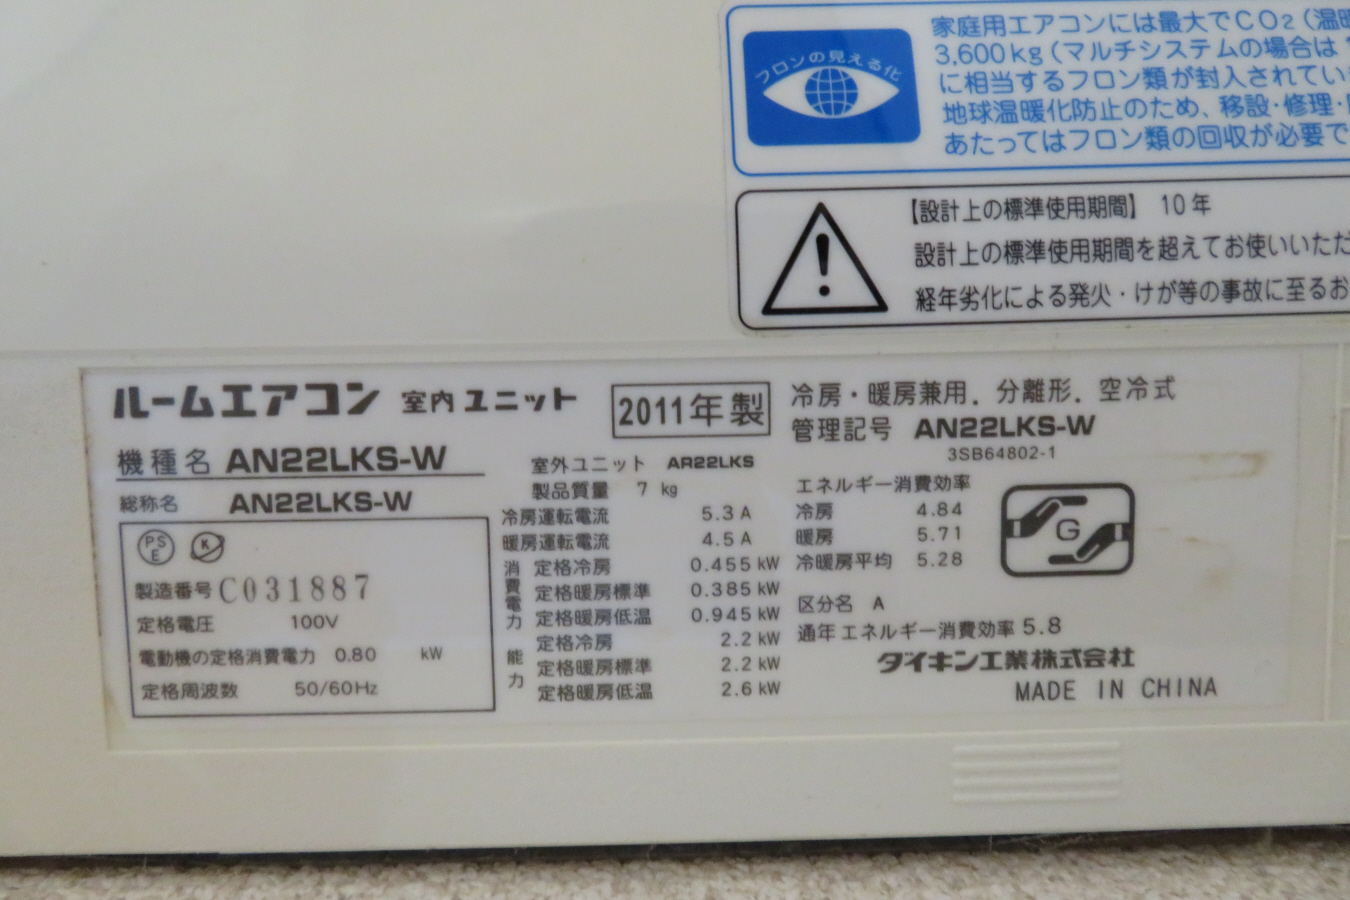 フロンの見える化
家庭用エアコンには最大でCO2(温暖
3,600kg(マルチシステムの場合は
に相当するフロン類が封入されてい
地球温暖化防止のため、移設・修理・
あたってはフロン類の回収が必要で
【設計上の標準使用期間】 10年
設計上の標準使用期間を超えてお使いいただ
経年劣化による発火・けが等の事故に至るお
ルームエアコン 室内ユニット
2011年製
冷房・暖房兼用. 分離形. 空冷式
管理記号 AN22LKS-W
3SB64802-1
機種名 AN22LKS-W
総称名 AN22LKS-W
PS
E
K
製造番号 C031887
定格電圧 100V
電動機の定格消費電力 0.80 kW
定格周波数 50/60Hz
室外ユニット AR22LKS
製品質量 7 kg
冷房運転電流 5.3 A
暖房運転電流 4.5 A
消費電力
定格冷房 0.455 kW
定格暖房標準 0.385 kW
定格暖房低温 0.945 kW
能力
定格冷房 2.2 kW
定格暖房標準 2.2 kW
定格暖房低温 2.6 kW
エネルギー消費効率
冷房 4.84
暖房 5.71
冷暖房平均 5.28
G
区分名 A
通年エネルギー消費効率 5.8
ダイキン工業株式会社
MADE IN CHINA